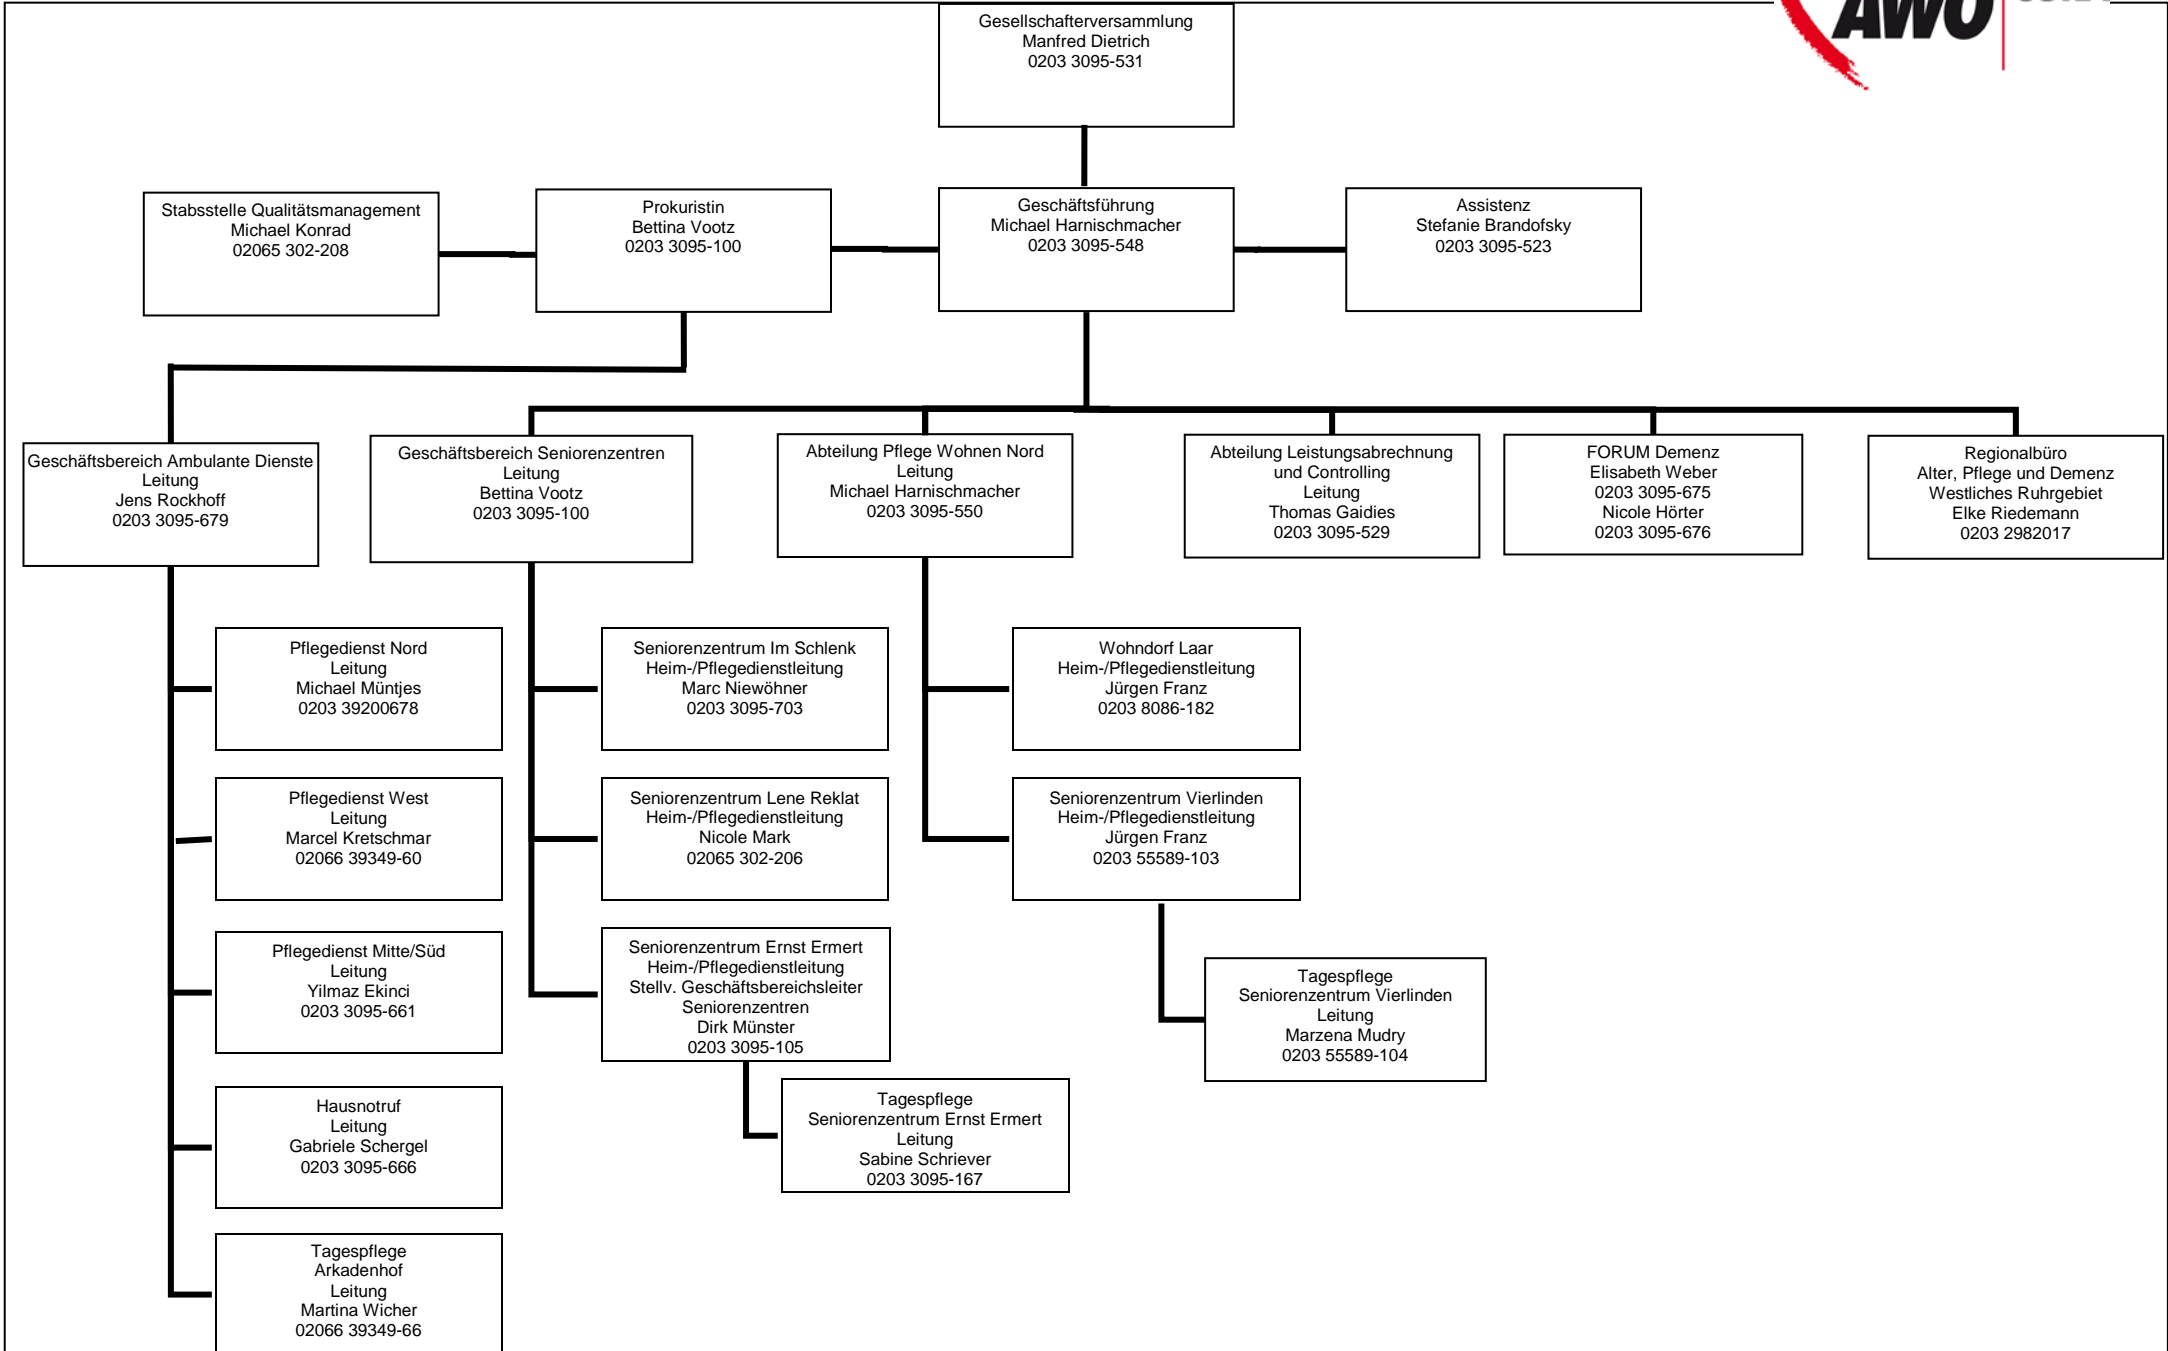 AWO
Gesellschafterversammlung
Manfred Dietrich
0203 3095-531
Stabsstelle Qualitätsmanagement
Michael Konrad
02065 302-208
Prokuristin
Bettina Vootz
0203 3095-100
Geschäftsführung
Michael Harnischmacher
0203 3095-548
Assistenz
Stefanie Brandofsky
0203 3095-523
Geschäftsbereich Ambulante Dienste
Leitung
Jens Rockhoff
0203 3095-679
Geschäftsbereich Seniorenzentren
Leitung
Bettina Vootz
0203 3095-100
Abteilung Pflege Wohnen Nord
Leitung
Michael Harnischmacher
0203 3095-550
Abteilung Leistungsabrechnung
und Controlling
Leitung
Thomas Gaidies
0203 3095-529
FORUM Demenz
Elisabeth Weber
0203 3095-675
Nicole Hörter
0203 3095-676
Regionalbüro
Alter, Pflege und Demenz
Westliches Ruhrgebiet
Elke Riedemann
0203 2982017
Pflegedienst Nord
Leitung
Michael Müntjes
0203 39200678
Seniorenzentrum Im Schlenk
Heim-/Pflegedienstleitung
Marc Niewöhner
0203 3095-703
Wohndorf Laar
Heim-/Pflegedienstleitung
Jürgen Franz
0203 8086-182
Pflegedienst West
Leitung
Marcel Kretschmar
02066 39349-60
Seniorenzentrum Lene Reklat
Heim-/Pflegedienstleitung
Nicole Mark
02065 302-206
Seniorenzentrum Vierlinden
Heim-/Pflegedienstleitung
Jürgen Franz
0203 55589-103
Pflegedienst Mitte/Süd
Leitung
Yilmaz Ekinci
0203 3095-661
Seniorenzentrum Ernst Ermert
Heim-/Pflegedienstleitung
Stellv. Geschäftsbereichsleiter
Seniorenzentren
Dirk Münster
0203 3095-105
Tagespflege
Seniorenzentrum Vierlinden
Leitung
Marzena Mudry
0203 55589-104
Hausnotruf
Leitung
Gabriele Schergel
0203 3095-666
Tagespflege
Seniorenzentrum Ernst Ermert
Leitung
Sabine Schriever
0203 3095-167
Tagespflege
Arkadenhof
Leitung
Martina Wicher
02066 39349-66